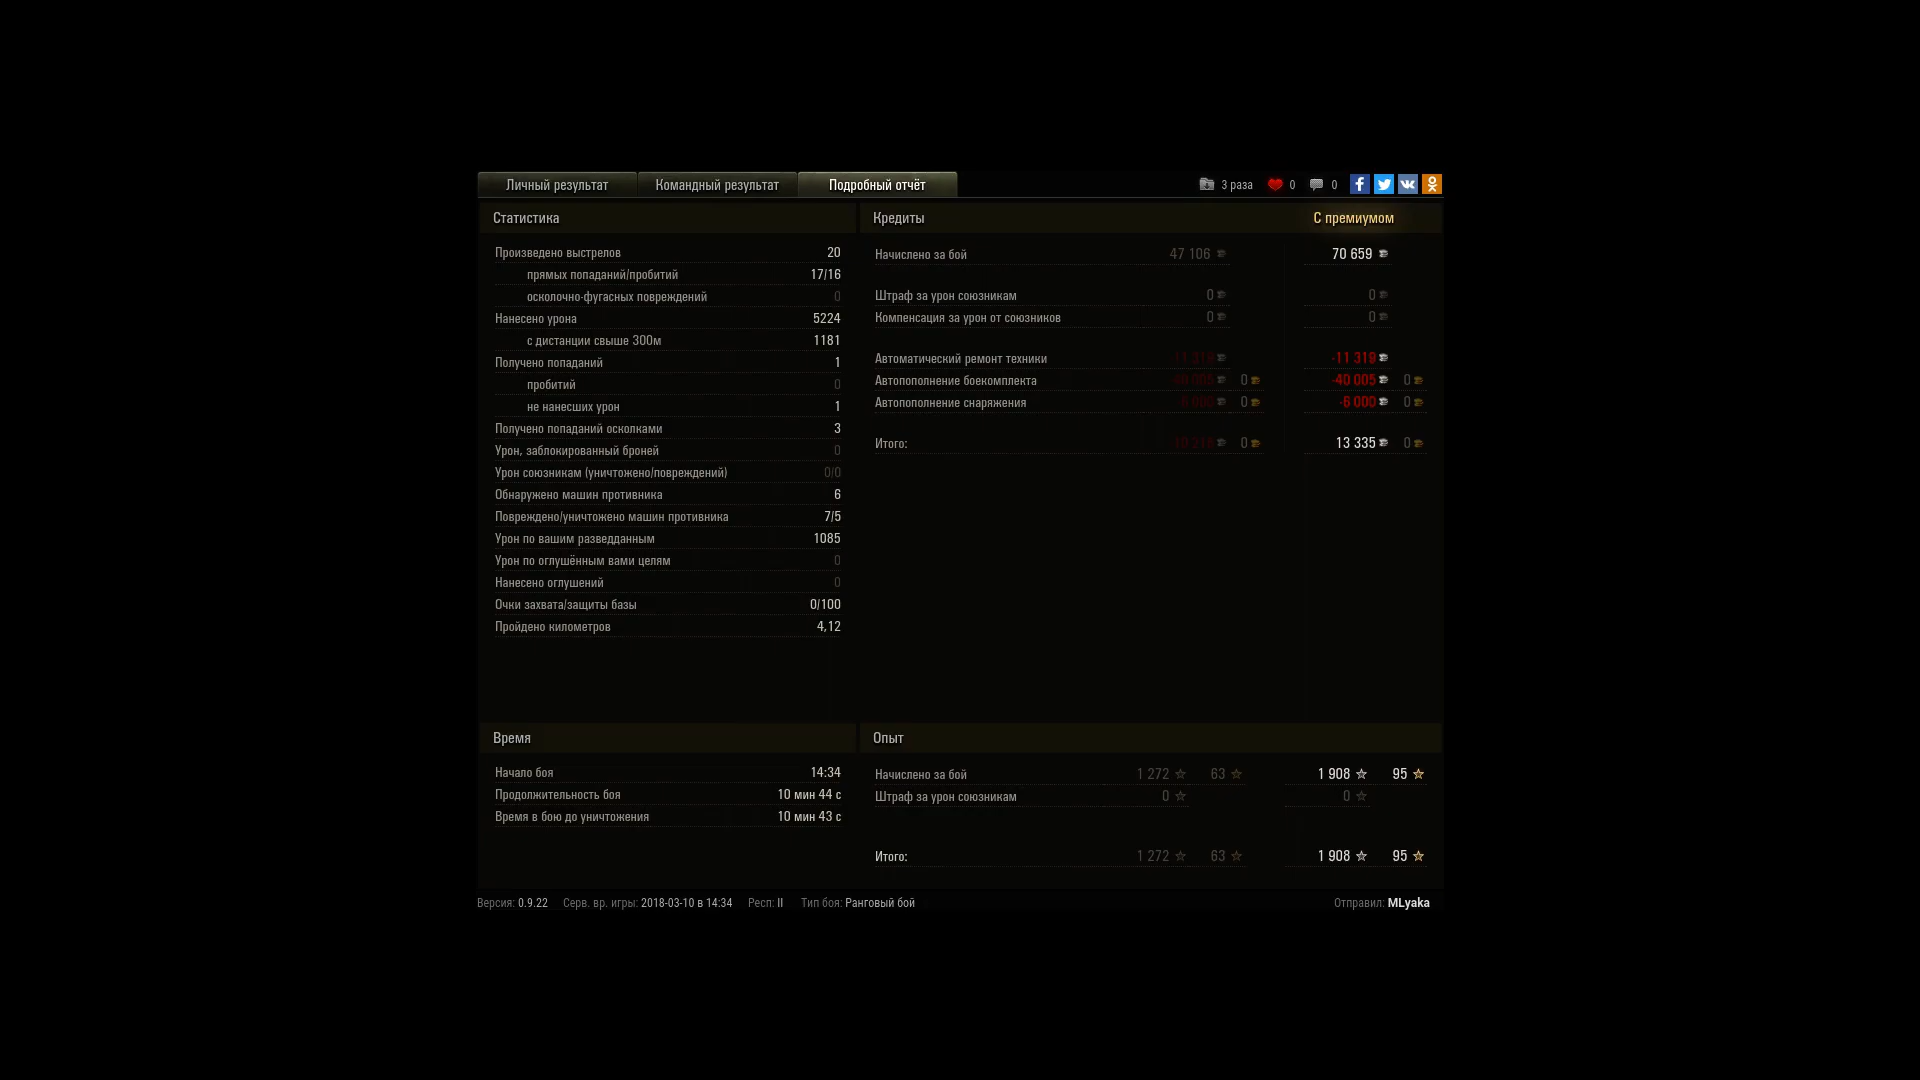 Личный результат Командный результат Подробный отчёт 3 раза 0 0
Статистика
Произведено выстрелов 20
прямых попаданий/пробитий 17/16
осколочно-фугасных повреждений 0
Нанесено урона 5224
с дистанции свыше 300м 1181
Получено попаданий 1
пробитий 0
не нанесших урон 1
Получено попаданий осколками 3
Урон, заблокированный броней 0
Урон союзникам (уничтожено/повреждений) 0/0
Обнаружено машин противника 6
Повреждено/уничтожено машин противника 7/5
Урон по вашим разведданным 1085
Урон по оглушённым вами целям 0
Нанесено оглушений 0
Очки захвата/защиты базы 0/100
Пройдено километров 4,12
Кредиты С премиумом
Начислено за бой 47 106 70 659
Штраф за урон союзникам 0 0
Компенсация за урон от союзников 0 0
Автоматический ремонт техники -11 319 -11 319
Автопополнение боекомплекта -40 005 0 -40 005 0
Автопополнение снаряжения -6 000 0 -6 000 0
Итого: -10 218 0 13 335 0
Время
Начало боя 14:34
Продолжительность боя 10 мин 44 с
Время в бою до уничтожения 10 мин 43 с
Опыт
Начислено за бой 1 272 63 1 908 95
Штраф за урон союзникам 0 0
Итого: 1 272 63 1 908 95
Версия: 0.9.22 Серв. вр. игры: 2018-03-10 в 14:34 Респ: II Тип боя: Ранговый бой Отправил: MLyaka